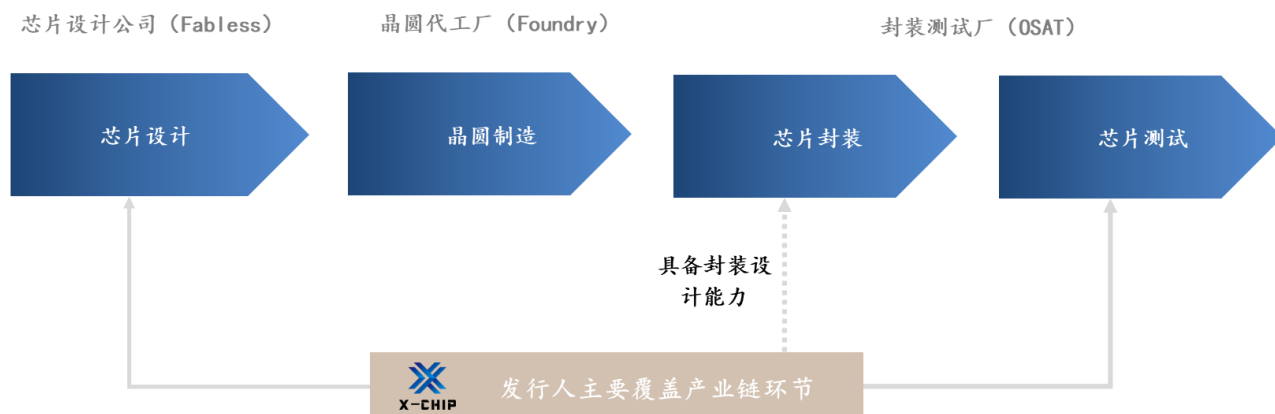 芯片设计公司（Fabless）
晶圆代工厂（Foundry）
封装测试厂（OSAT）
芯片设计
晶圆制造
芯片封装
芯片测试
具备封装设
计能力
X-CHIP
发行人主要覆盖产业链环节